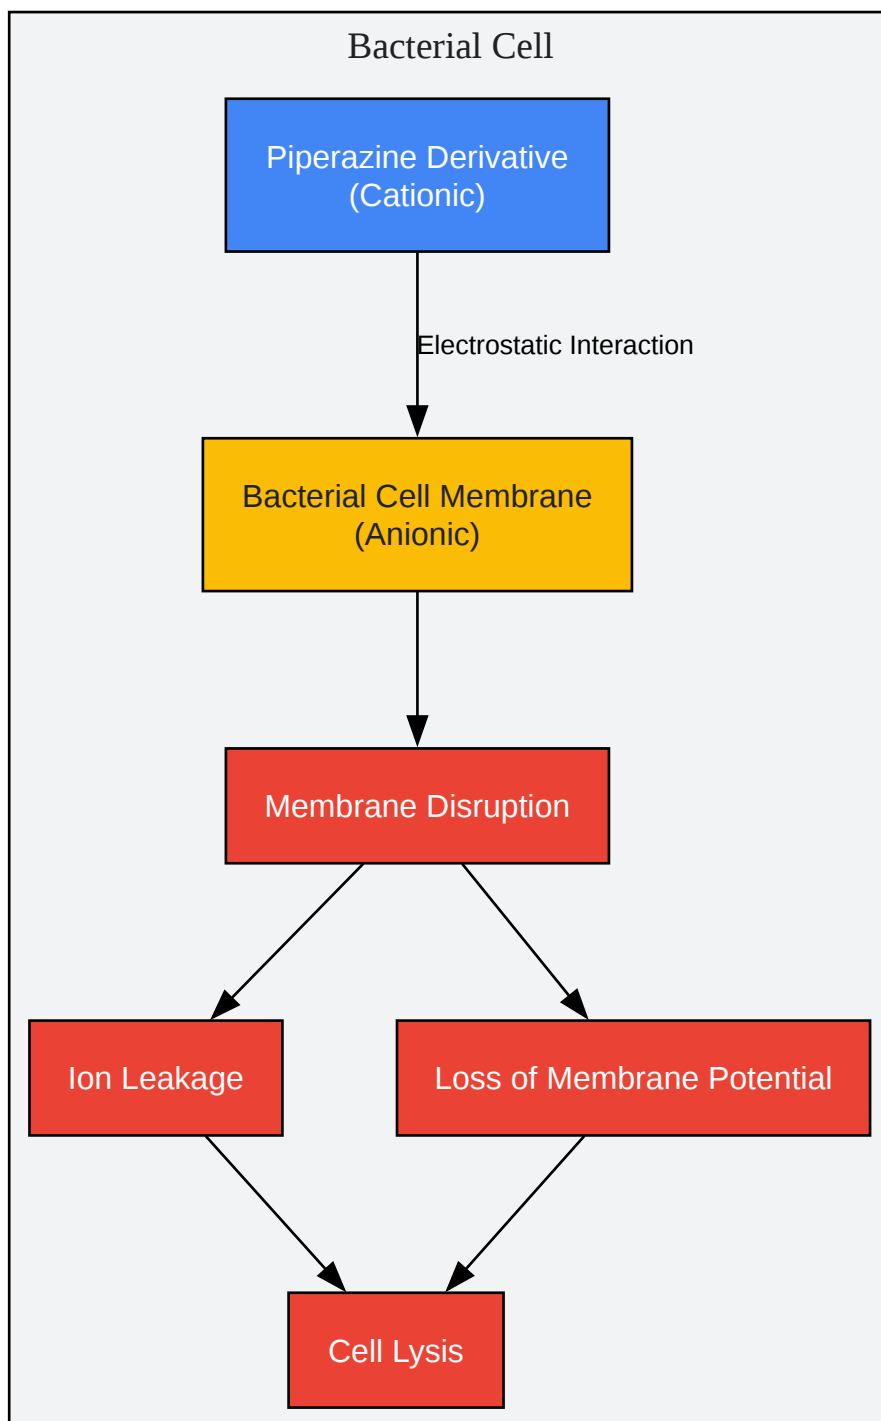 Bacterial Cell
Piperazine Derivative
(Cationic)
Electrostatic Interaction
Bacterial Cell Membrane
(Anionic)
Membrane Disruption
Ion Leakage
Loss of Membrane Potential
Cell Lysis